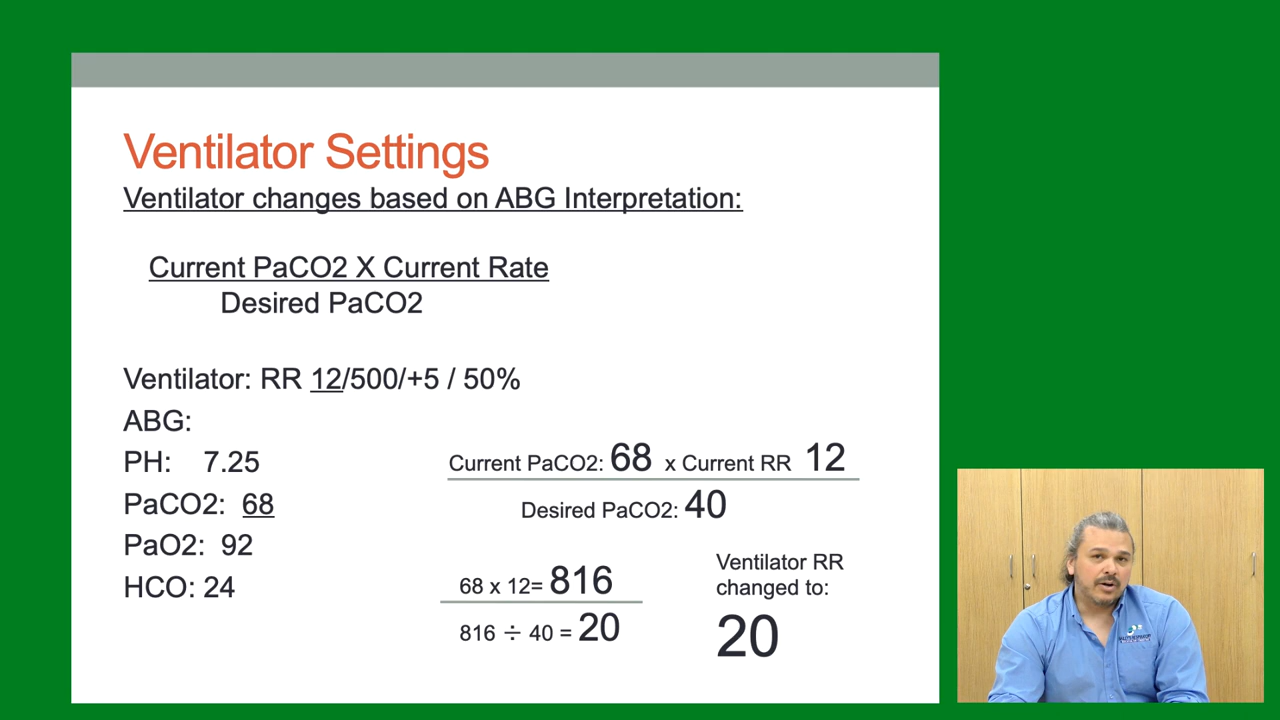 Ventilator Settings
Ventilator changes based on ABG Interpretation:
Current PaCO2 X Current Rate
Desired PaCO2
Ventilator: RR 12/500/+5 / 50%
ABG:
PH: 7.25
PaCO2: 68
PaO2: 92
HCO: 24
Current PaCO2: 68 x Current RR 12
Desired PaCO2: 40
68 x 12= 816
816 ÷ 40 = 20
Ventilator RR
changed to:
20